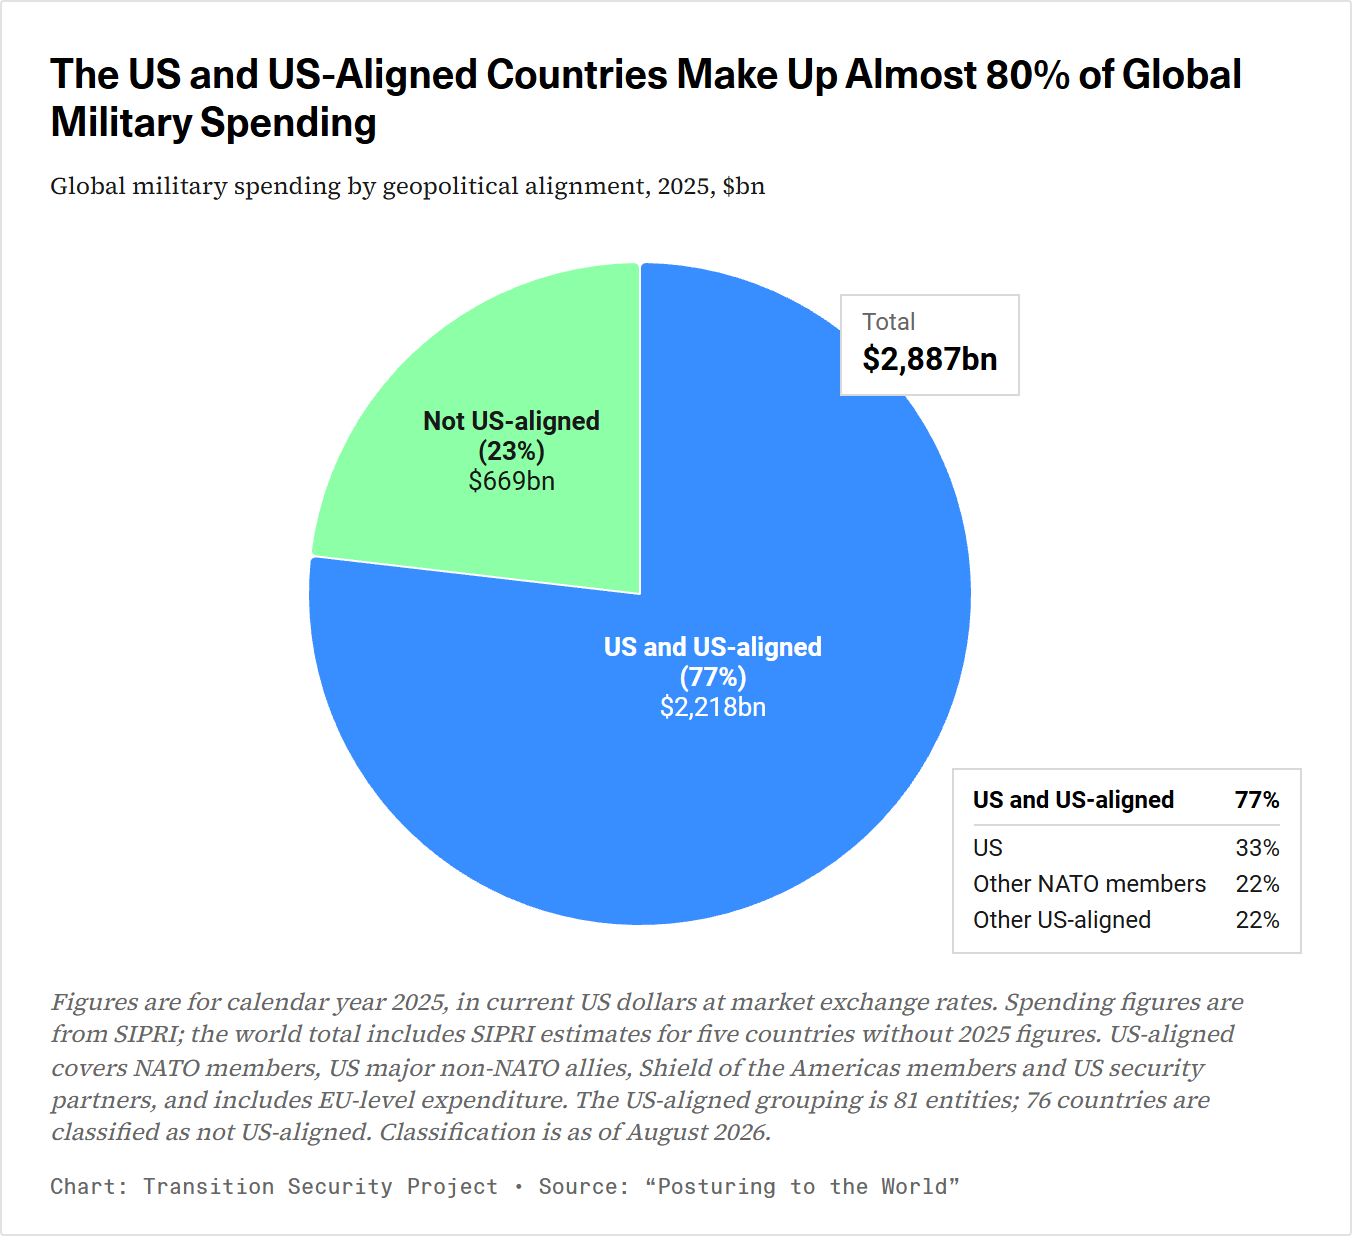 The US and US-Aligned Countries Make Up Almost 80% of Global
Military Spending
Global military spending by geopolitical alignment, 2025, $bn
Total
$2,887bn
Not US-aligned
(23%)
$669bn
US and US-aligned
(77%)
$2,218bn
US and US-aligned 77%
US 33%
Other NATO members 22%
Other US-aligned 22%
Figures are for calendar year 2025, in current US dollars at market exchange rates. Spending figures are
from SIPRI; the world total includes SIPRI estimates for five countries without 2025 figures. US-aligned
covers NATO members, US major non-NATO allies, Shield of the Americas members and US security
partners, and includes EU-level expenditure. The US-aligned grouping is 81 entities; 76 countries are
classified as not US-aligned. Classification is as of August 2026.
Chart: Transition Security Project • Source: “Posturing to the World”